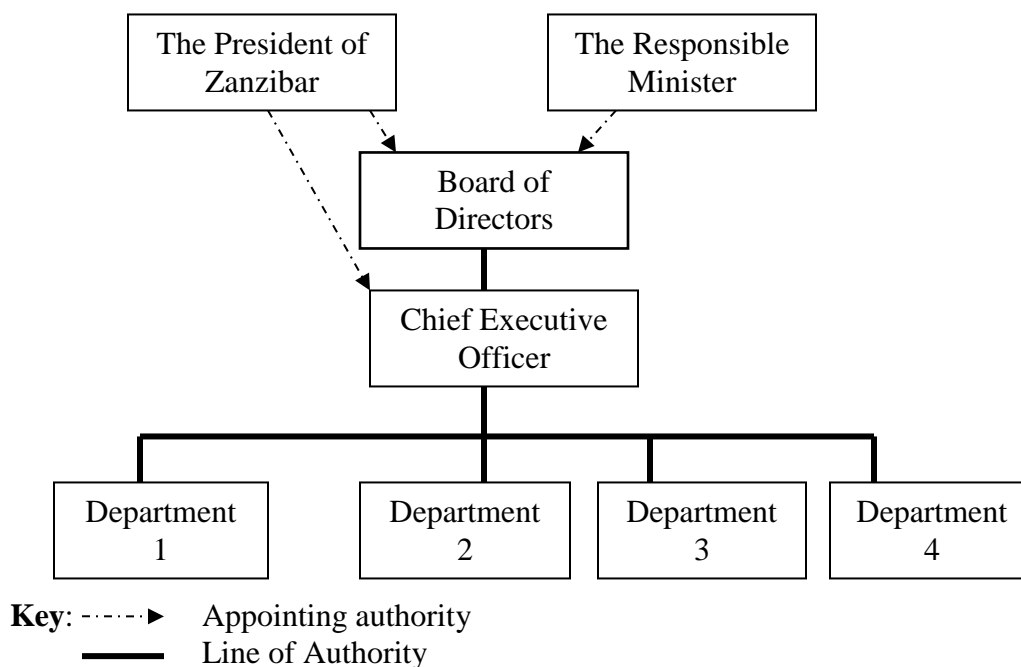 The President of
Zanzibar
The Responsible
Minister
Board of
Directors
Chief Executive
Officer
Department
1
Department
2
Department
3
Department
4
Key:
Appointing authority
Line of Authority